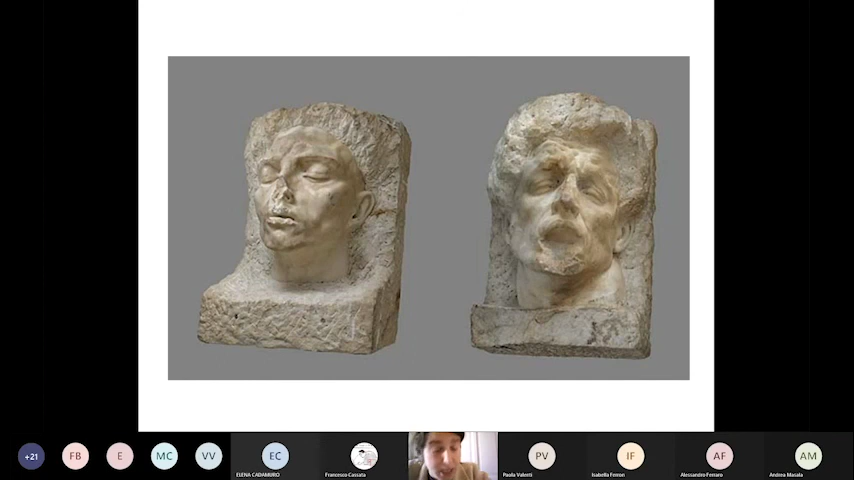 +21
FB
E
MC
VV
EC
ELENA CADAMURO
Francesco Cassata
PV
Paola Valenti
IF
Isabella Ferrari
AF
Alessandro Ferraro
AM
Andrea Masala